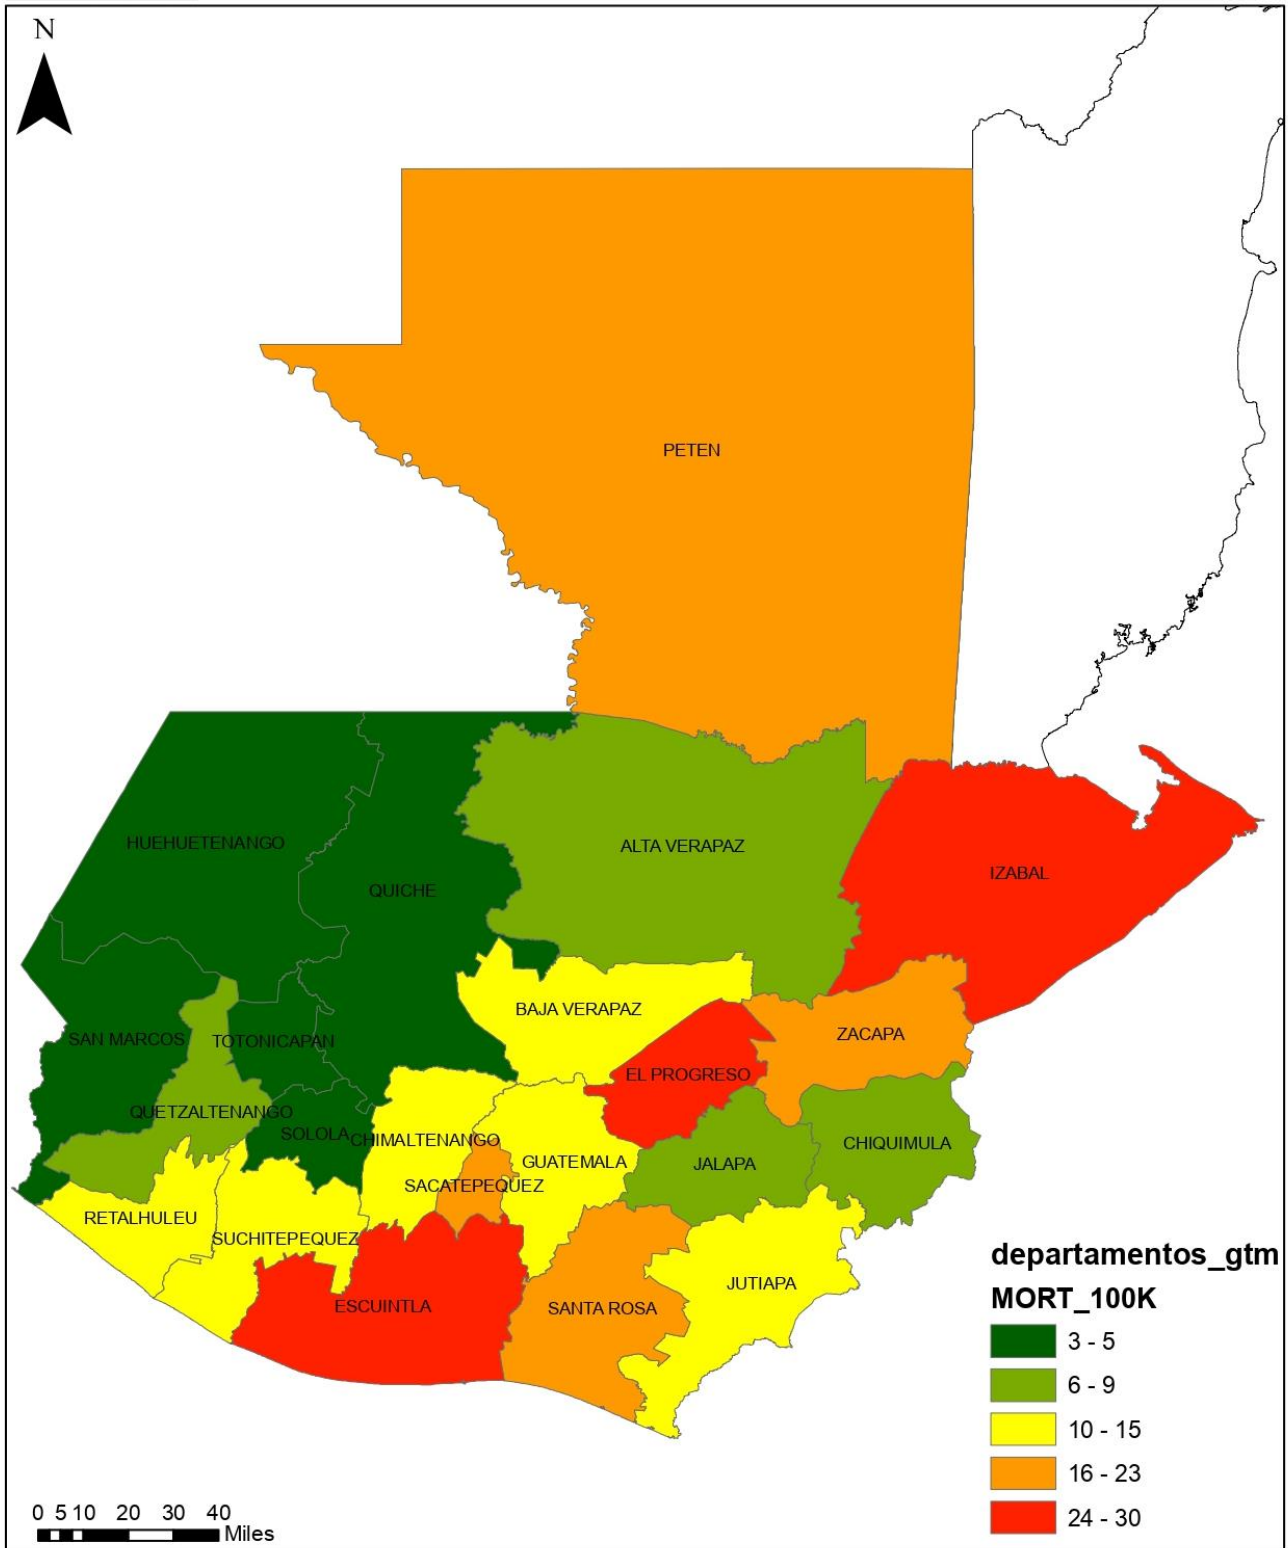 N
PETEN
HUEHUETENANGO
ALTA VERAPAZ
IZABAL
QUICHE
BAJA VERAPAZ
ZACAPA
SAN MARCOS
TOTONICAPAN
EL PROGRESO
QUETZALTENANGO
SOLOLA
CHIMALTENANGO
CHIQUIMULA
GUATEMALA
JALAPA
SACATEPEQUEZ
RETALHULEU
SUCHITEPEQUEZ
JUTIAPA
ESCUINTLA
SANTA ROSA
departamentos_gtm
MORT_100K
3 - 5
6 - 9
10 - 15
16 - 23
24 - 30
0 5 10 20 30 40
Miles